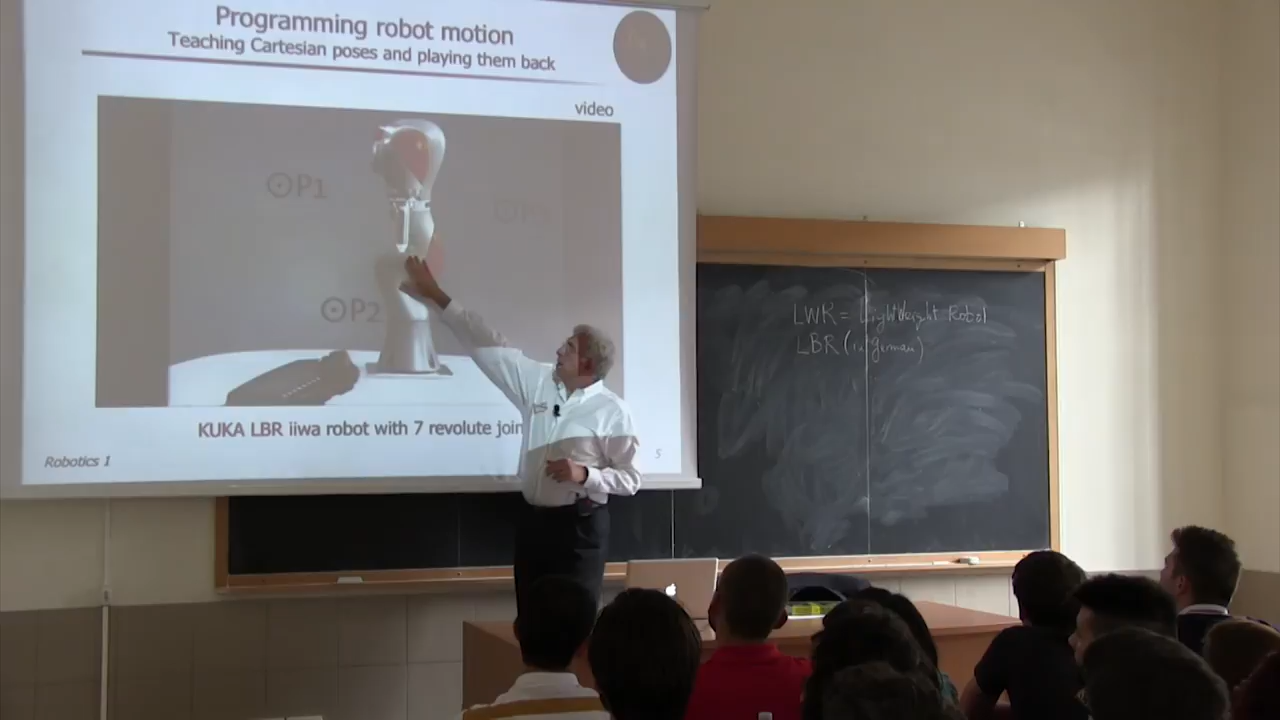 Programming robot motion
Teaching Cartesian poses and playing them back
video
P1
P2
KUKA LBR iiwa robot with 7 revolute join
Robotics 1
5
LWR = LightWeight Robot
LBR (in german)